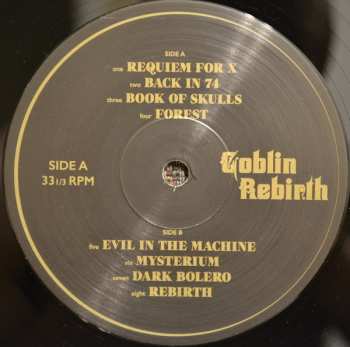 SIDE A
one REQUIEM FOR X
two BACK IN 74
three BOOK OF SKULLS
four FOREST
SIDE A
33 1/3 RPM
Goblin
Rebirth
SIDE B
five EVIL IN THE MACHINE
six MYSTERIUM
seven DARK BOLERO
eight REBIRTH